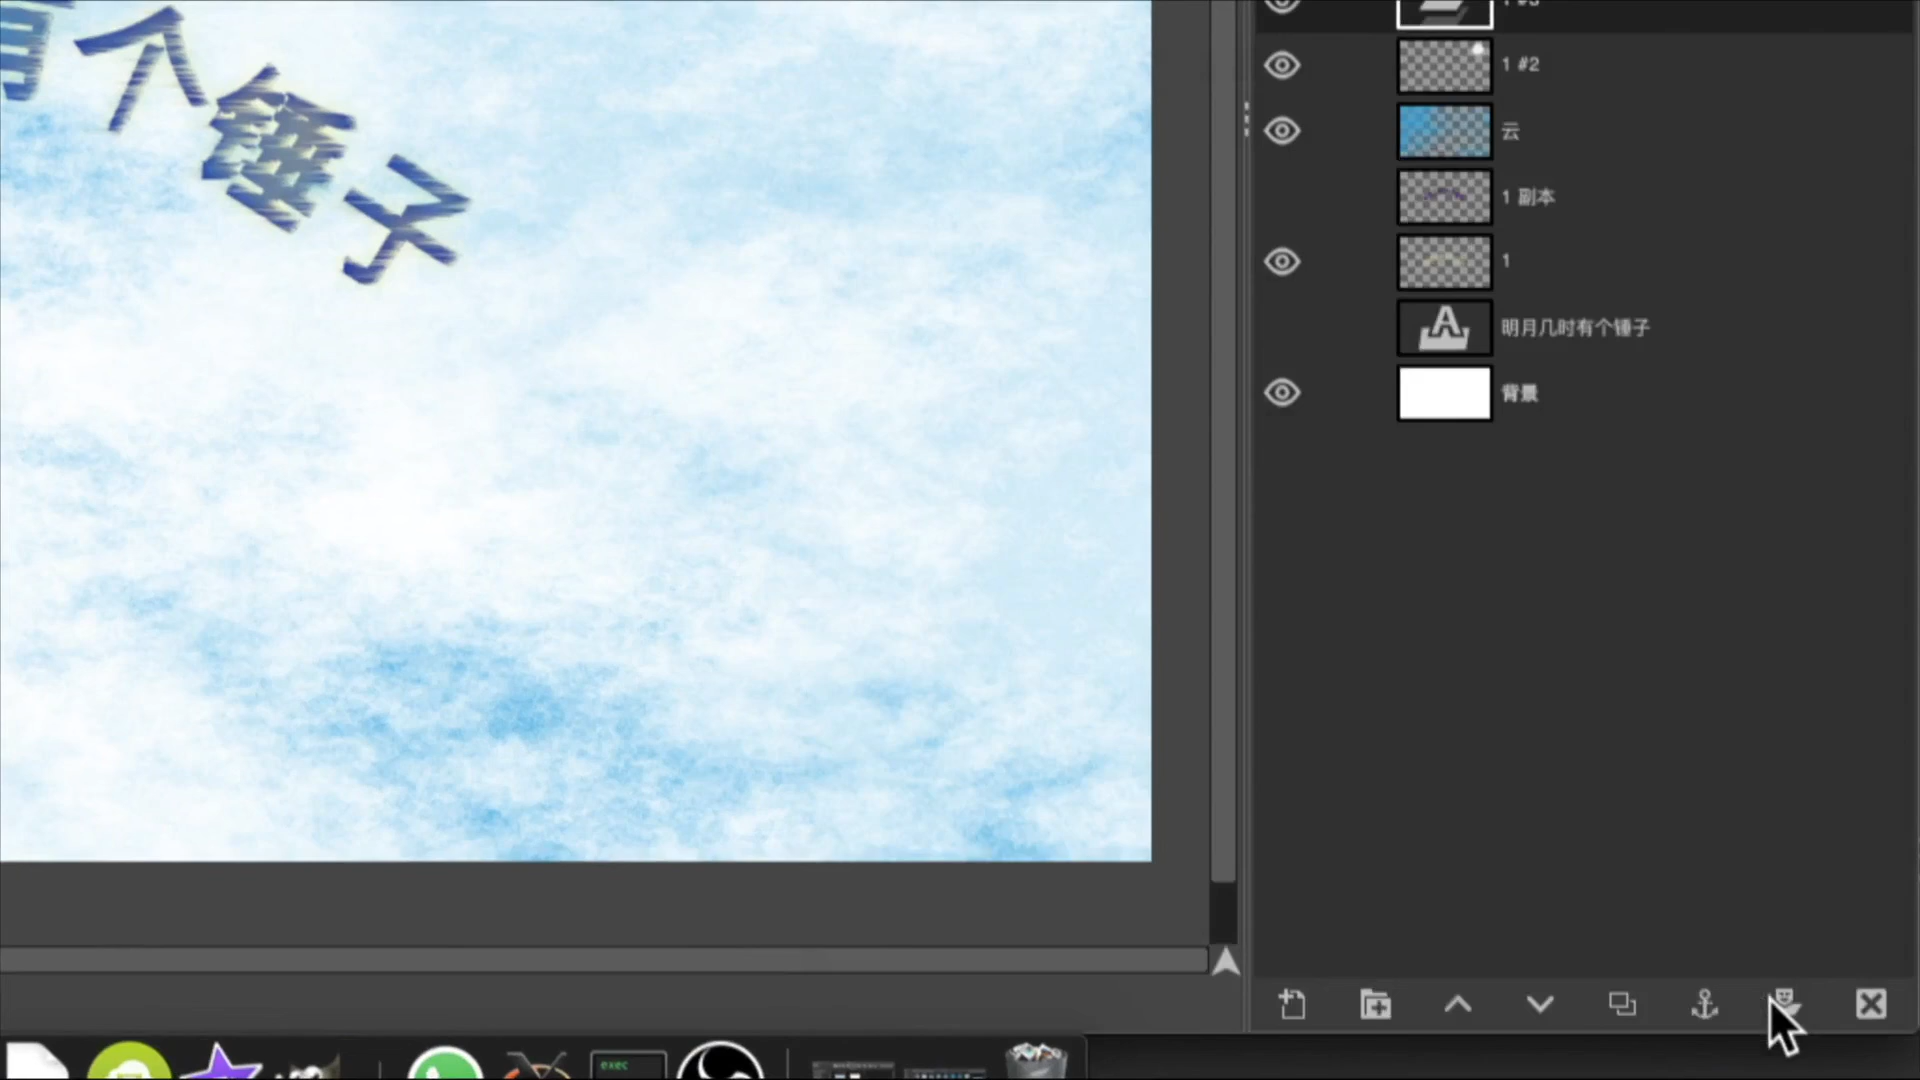 个锤子
1 #2
云
1 副本
1
明月几时有个锤子
背景
exec